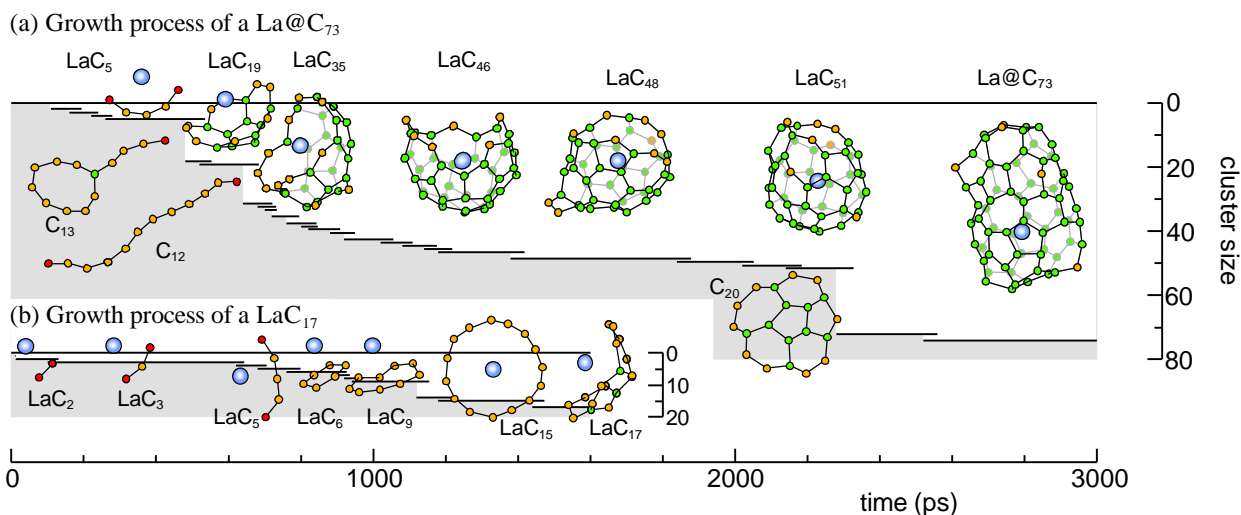 (a) Growth process of a La@C₇₃
LaC₅ LaC₁₉ LaC₃₅ LaC₄₆ LaC₄₈ LaC₅₁ La@C₇₃
0
20
40
60
80
cluster size
C₁₃
C₁₂
C₂₀
(b) Growth process of a LaC₁₇
0
10
20
LaC₂ LaC₃ LaC₅ LaC₆ LaC₉ LaC₁₅ LaC₁₇
0 1000 2000 3000
time (ps)